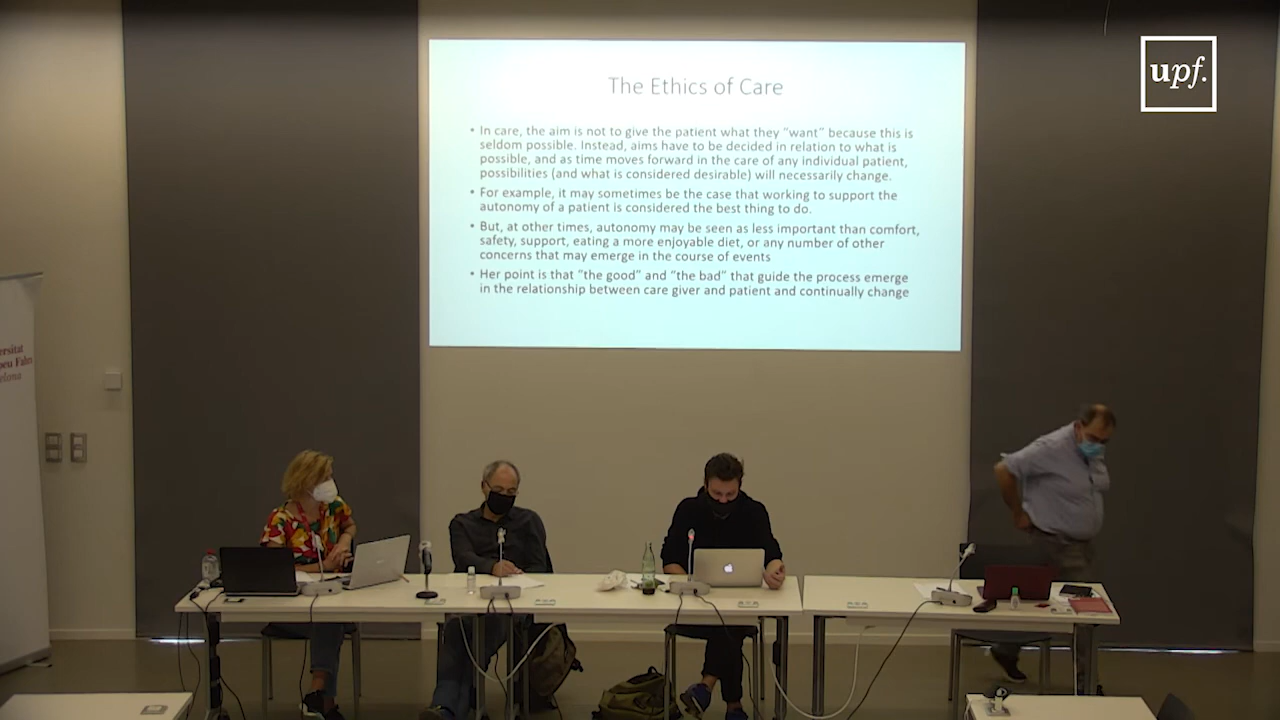 upf.
The Ethics of Care
• In care, the aim is not to give the patient what they “want” because this is
seldom possible. Instead, aims have to be decided in relation to what is
possible, and as time moves forward in the care of any individual patient,
possibilities (and what is considered desirable) will necessarily change.
• For example, it may sometimes be the case that working to support the
autonomy of a patient is considered the best thing to do.
• But, at other times, autonomy may be seen as less important than comfort,
safety, support, eating a more enjoyable diet, or any number of other
concerns that may emerge in the course of events
• Her point is that “the good” and “the bad” that guide the process emerge
in the relationship between care giver and patient and continually change
ersitat
eu Fabra
elona